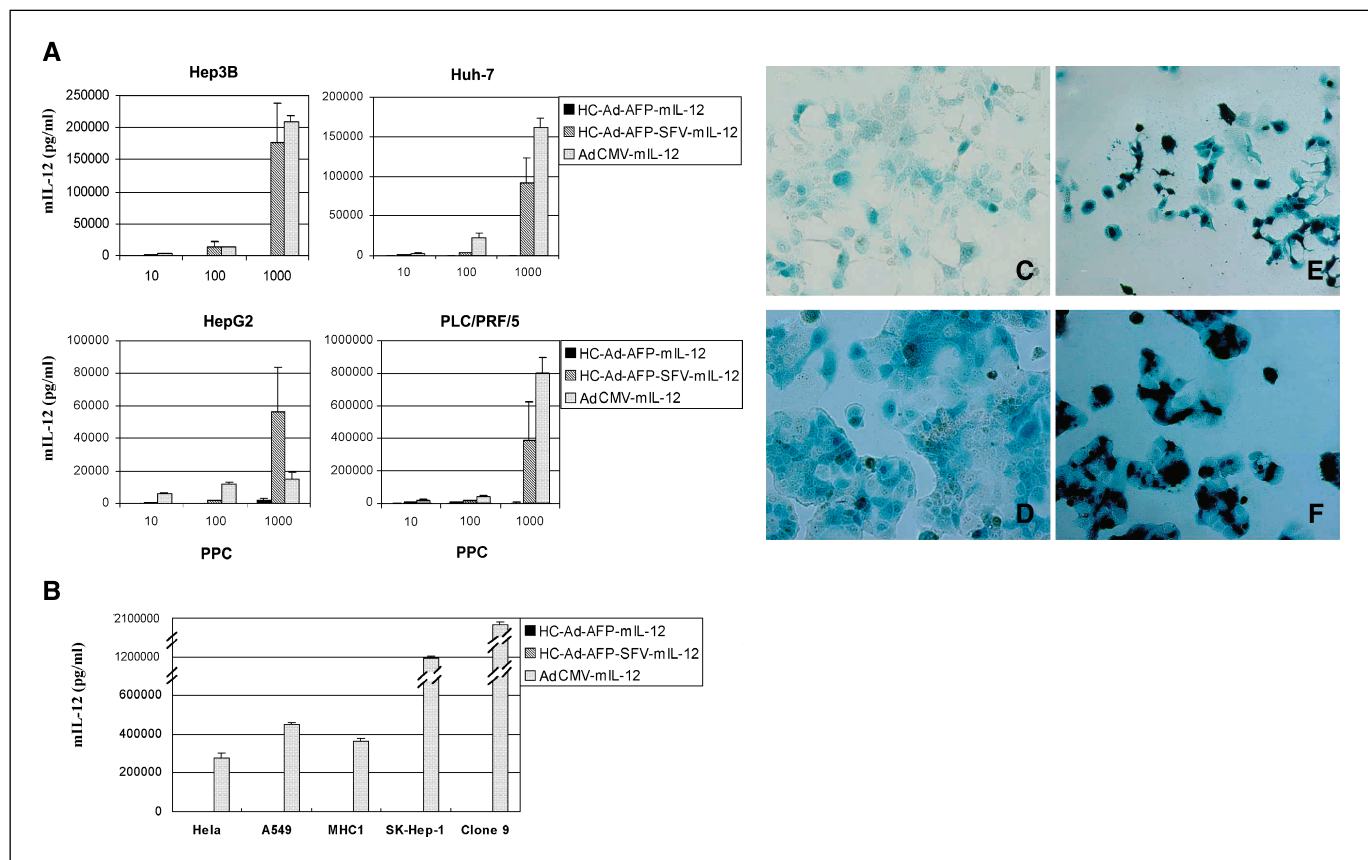 A
Hep3B
mIL-12 (pg/ml)
250000
200000
150000
100000
50000
0
10 100 1000
Huh-7
200000
150000
100000
50000
0
10 100 1000
HC-Ad-AFP-mIL-12
HC-Ad-AFP-SFV-mIL-12
AdCMV-mIL-12
HepG2
mIL-12 (pg/ml)
100000
80000
60000
40000
20000
0
10 100 1000
PPC
PLC/PRF/5
1000000
800000
600000
400000
200000
0
10 100 1000
PPC
HC-Ad-AFP-mIL-12
HC-Ad-AFP-SFV-mIL-12
AdCMV-mIL-12
B
mIL-12 (pg/ml)
2100000
1200000
600000
400000
200000
0
Hela A549 MHC1 SK-Hep-1 Clone 9
HC-Ad-AFP-mIL-12
HC-Ad-AFP-SFV-mIL-12
AdCMV-mIL-12
C
E
D
F